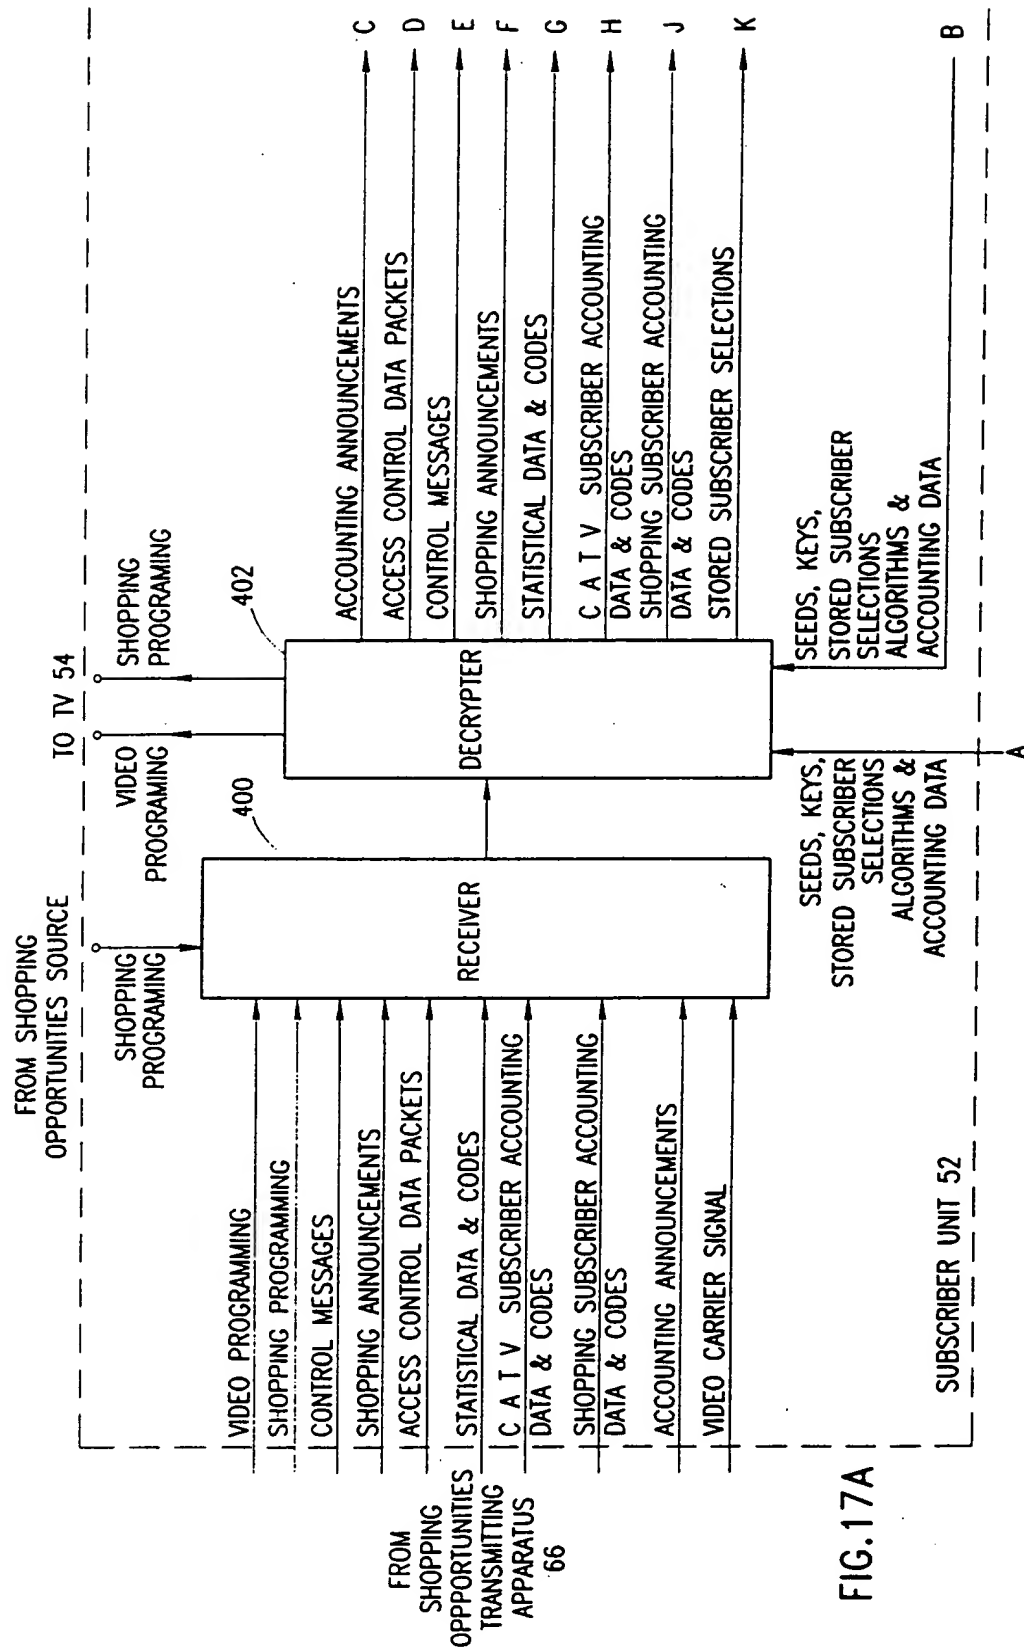 FROM SHOPPING
OPPORTUNITIES SOURCE
SHOPPING
PROGRAMING
TO TV 54
VIDEO
PROGRAMING
SHOPPING
PROGRAMING
400
402
VIDEO PROGRAMMING
SHOPPING PROGRAMMING
CONTROL MESSAGES
SHOPPING ANNOUNCEMENTS
ACCESS CONTROL DATA PACKETS
STATISTICAL DATA & CODES
C A T V SUBSCRIBER ACCOUNTING
DATA & CODES
SHOPPING SUBSCRIBER ACCOUNTING
DATA & CODES
ACCOUNTING ANNOUNCEMENTS
VIDEO CARRIER SIGNAL
FROM
SHOPPING
OPPPORTUNITIES
TRANSMITTING
APPARATUS
66
RECEIVER
DECRYPTER
ACCOUNTING ANNOUNCEMENTS
C
ACCESS CONTROL DATA PACKETS
D
CONTROL MESSAGES
E
SHOPPING ANNOUNCEMENTS
F
STATISTICAL DATA & CODES
G
C A T V SUBSCRIBER ACCOUNTING
DATA & CODES
H
SHOPPING SUBSCRIBER ACCOUNTING
DATA & CODES
J
STORED SUBSCRIBER SELECTIONS
K
SEEDS, KEYS,
STORED SUBSCRIBER
SELECTIONS
ALGORITHMS &
ACCOUNTING DATA
A
SEEDS, KEYS,
STORED SUBSCRIBER
SELECTIONS
ALGORITHMS &
ACCOUNTING DATA
B
SUBSCRIBER UNIT 52
FIG.17A